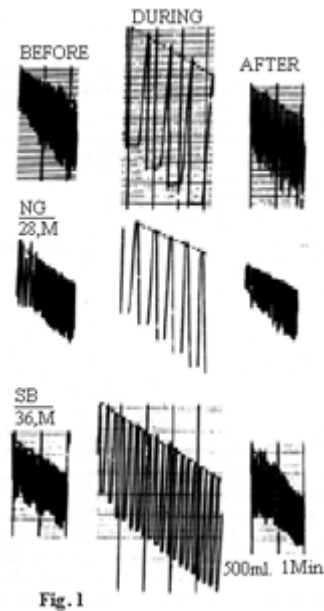 DURING
BEFORE
AFTER
NG
28,M
SB
36,M
500ml. 1Min
Fig. 1